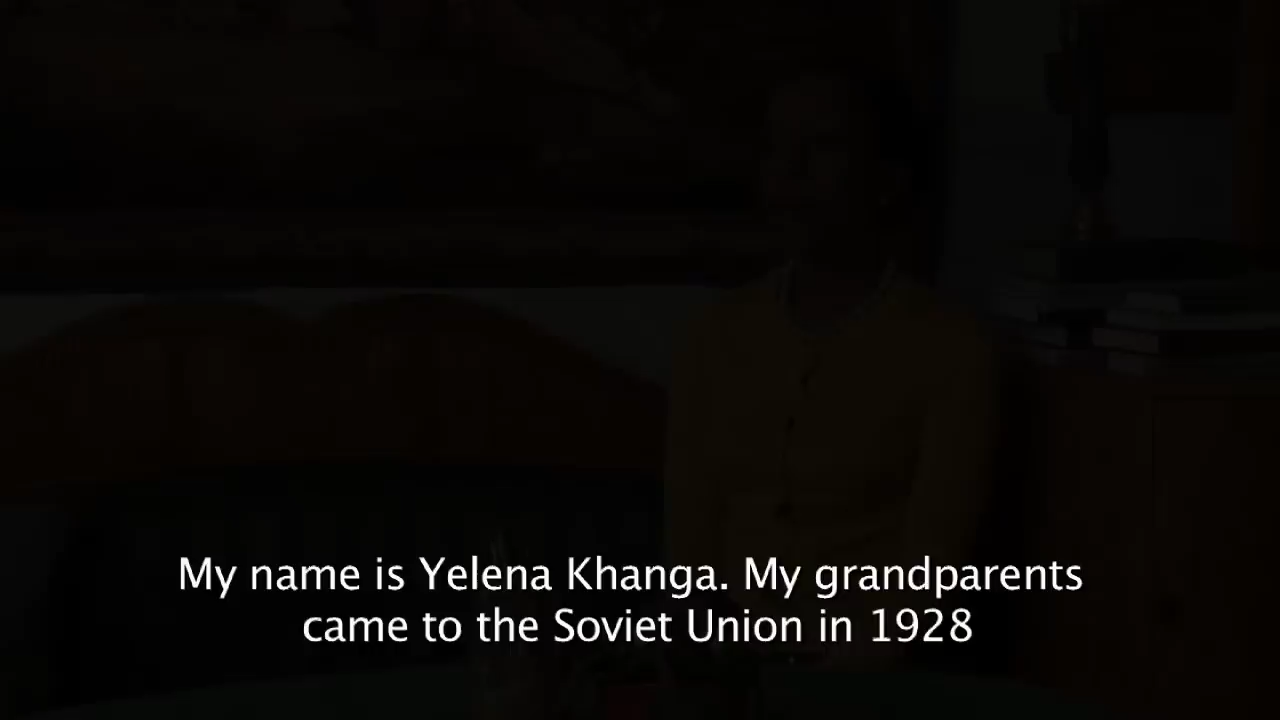 My name is Yelena Khanga. My grandparents
came to the Soviet Union in 1928